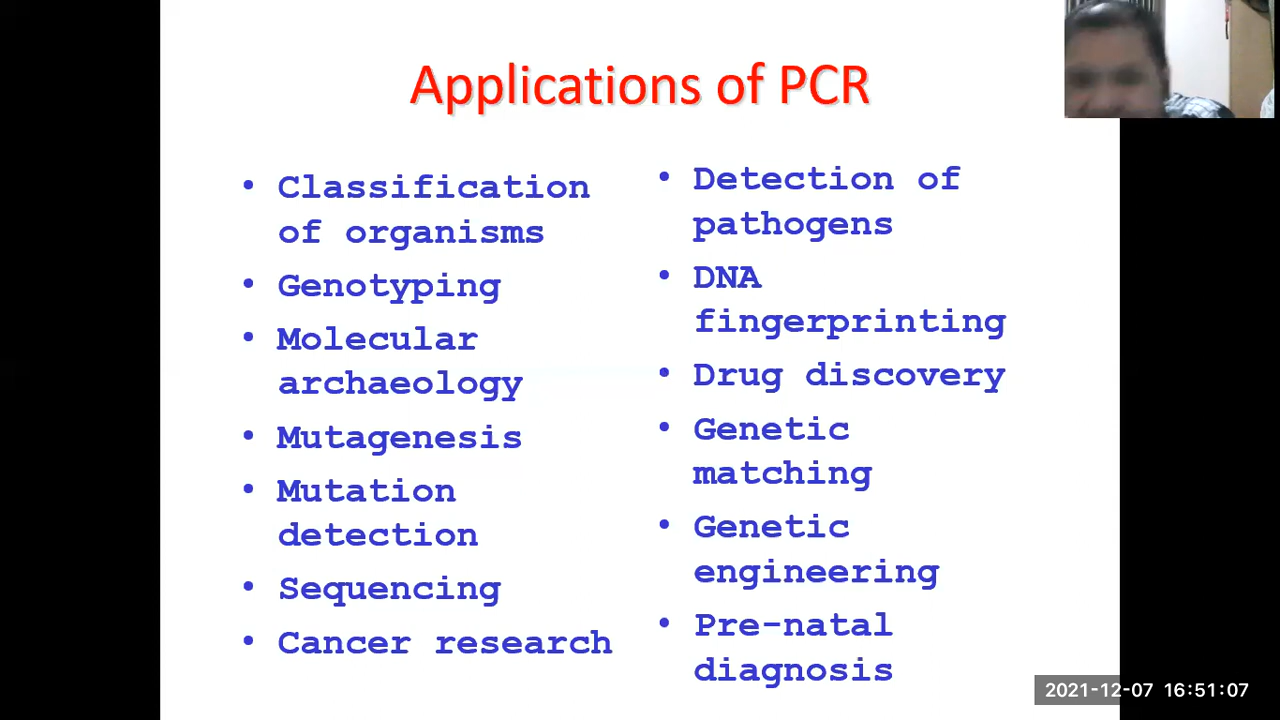 Applications of PCR
• Classification
of organisms
• Genotyping
• Molecular
archaeology
• Mutagenesis
• Mutation
detection
• Sequencing
• Cancer research
• Detection of
pathogens
• DNA
fingerprinting
• Drug discovery
• Genetic
matching
• Genetic
engineering
• Pre-natal
diagnosis
2021-12-07 16:51:07